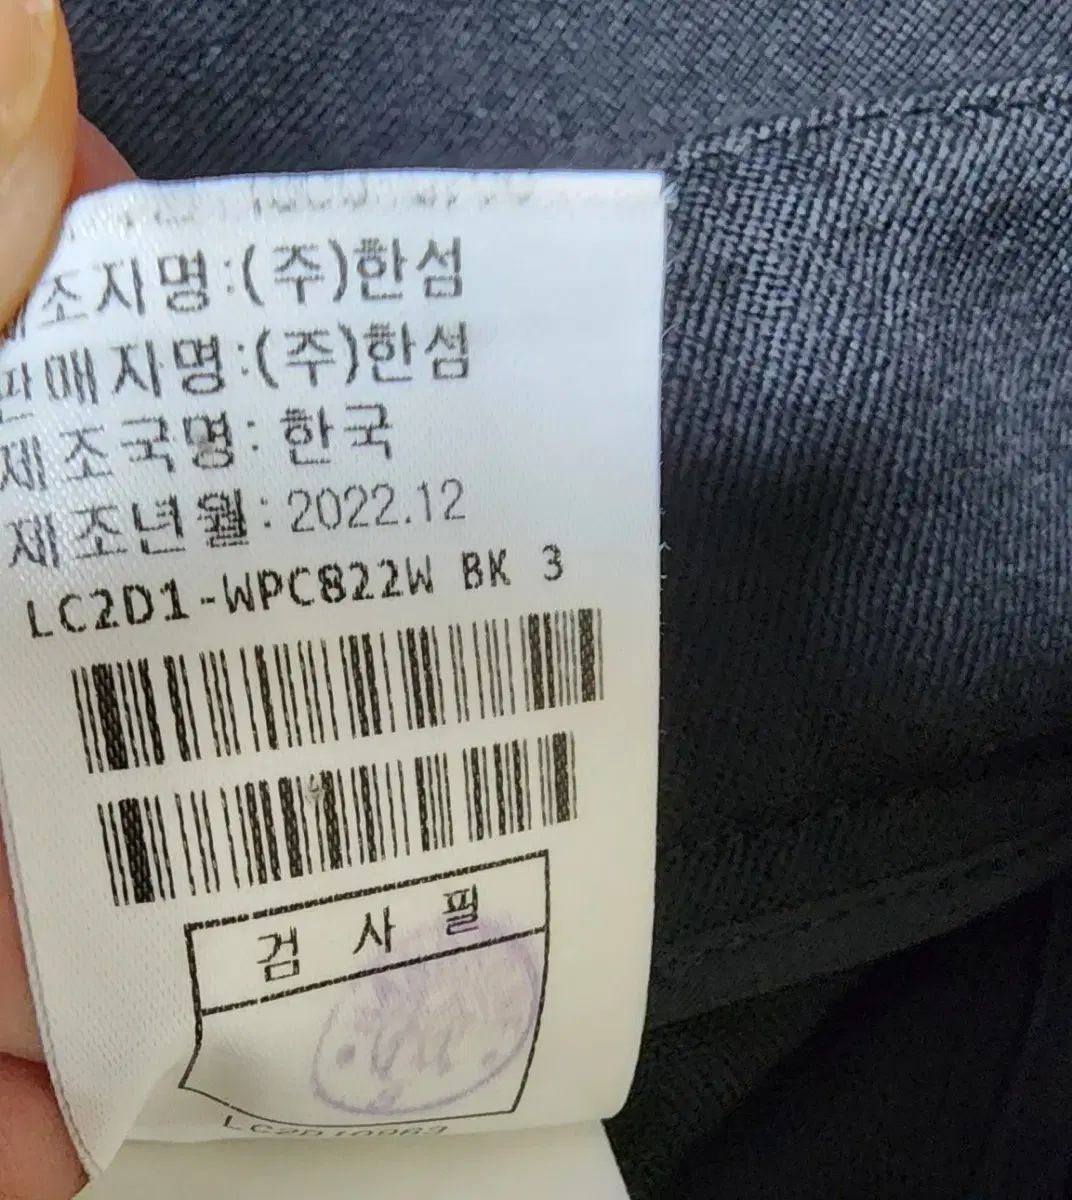 조자명:(주)한섬
판매자명:(주)한섬
제조국명: 한국
제조년월: 2022.12
LC2D1-WPC822W BK 3
검 사 필